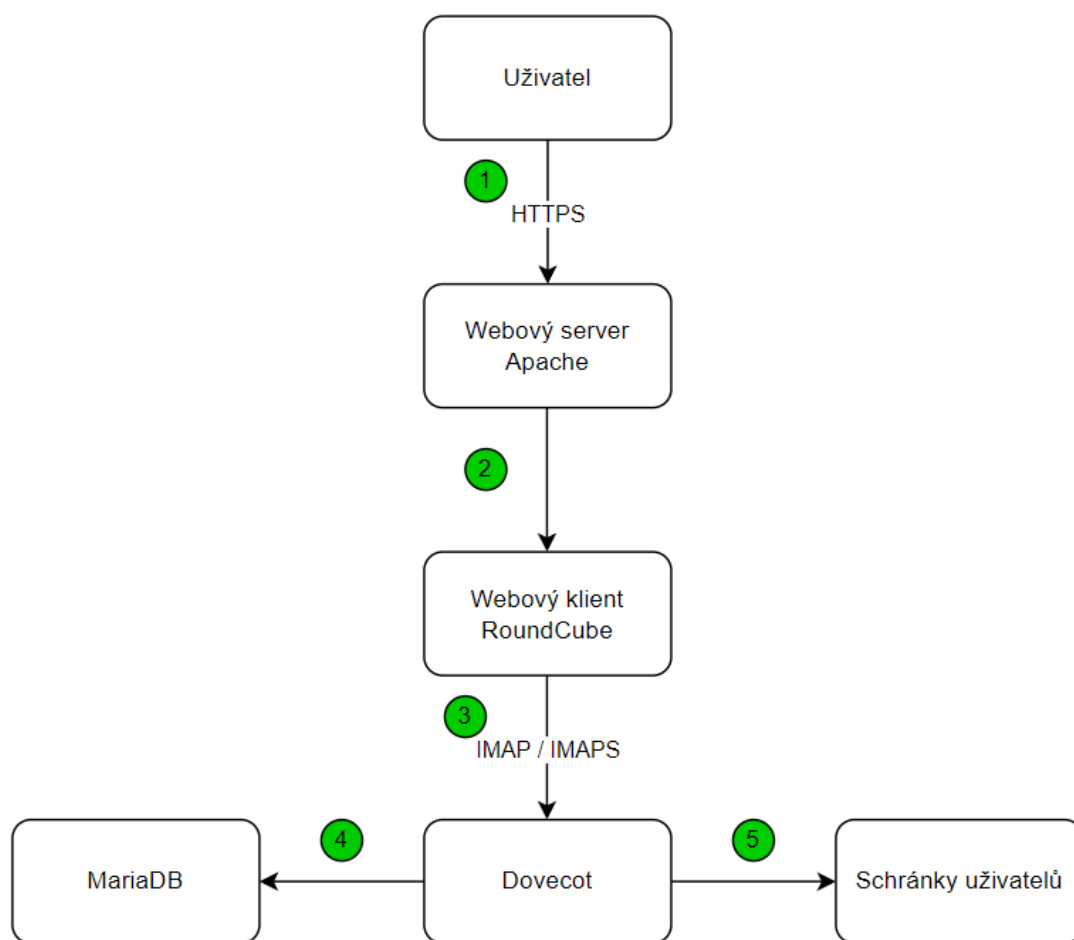 Uživatel
1
HTTPS
Webový server
Apache
2
Webový klient
RoundCube
3
IMAP / IMAPS
4
5
MariaDB
Dovecot
Schránky uživatelů